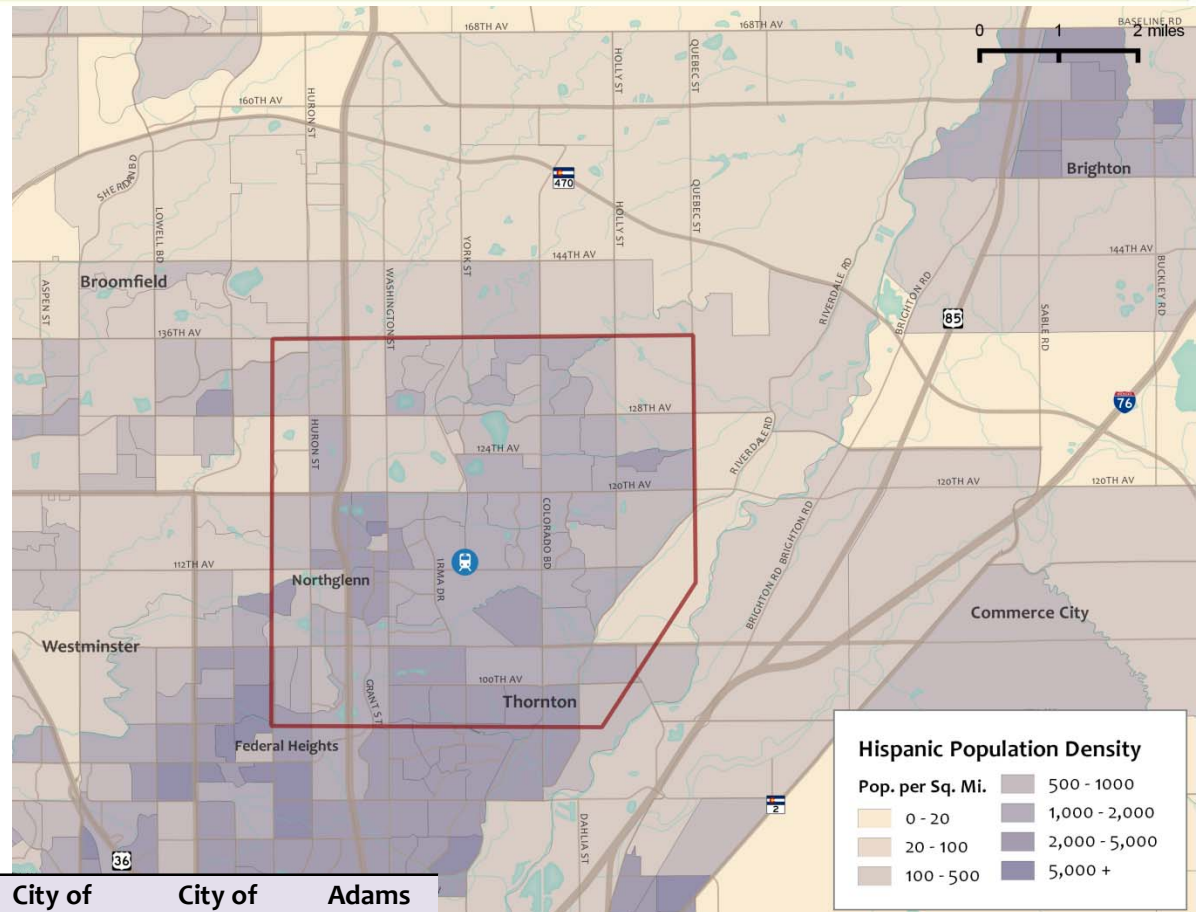 168TH AV
168TH AV
BASELINE RD
0 1 2 miles
HOLLY ST
QUEBEC ST
160TH AV
HURON ST
Brighton
SHERIDAN BD
470
LOWELL BD
HOLLY ST
QUEBEC ST
YORK ST
144TH AV
144TH AV
Broomfield
ASPEN ST
WASHINGTON ST
RIVERDALE RD
BRIGHTON RD
BUCKLEY RD
85
SABLE RD
136TH AV
76
128TH AV
HURON ST
124TH AV
RIVERDALE RD
120TH AV
120TH AV
120TH AV
COLORADO BD
BRIGHTON RD
BRIGHTON RD
112TH AV
Northglenn
IRMA DR
Commerce City
Westminster
GRANT ST
100TH AV
Thornton
Federal Heights
Hispanic Population Density
Pop. per Sq. Mi.
0 - 20
20 - 100
100 - 500
500 - 1000
1,000 - 2,000
2,000 - 5,000
5,000 +
2
DAHLIA ST
36
City of City of Adams